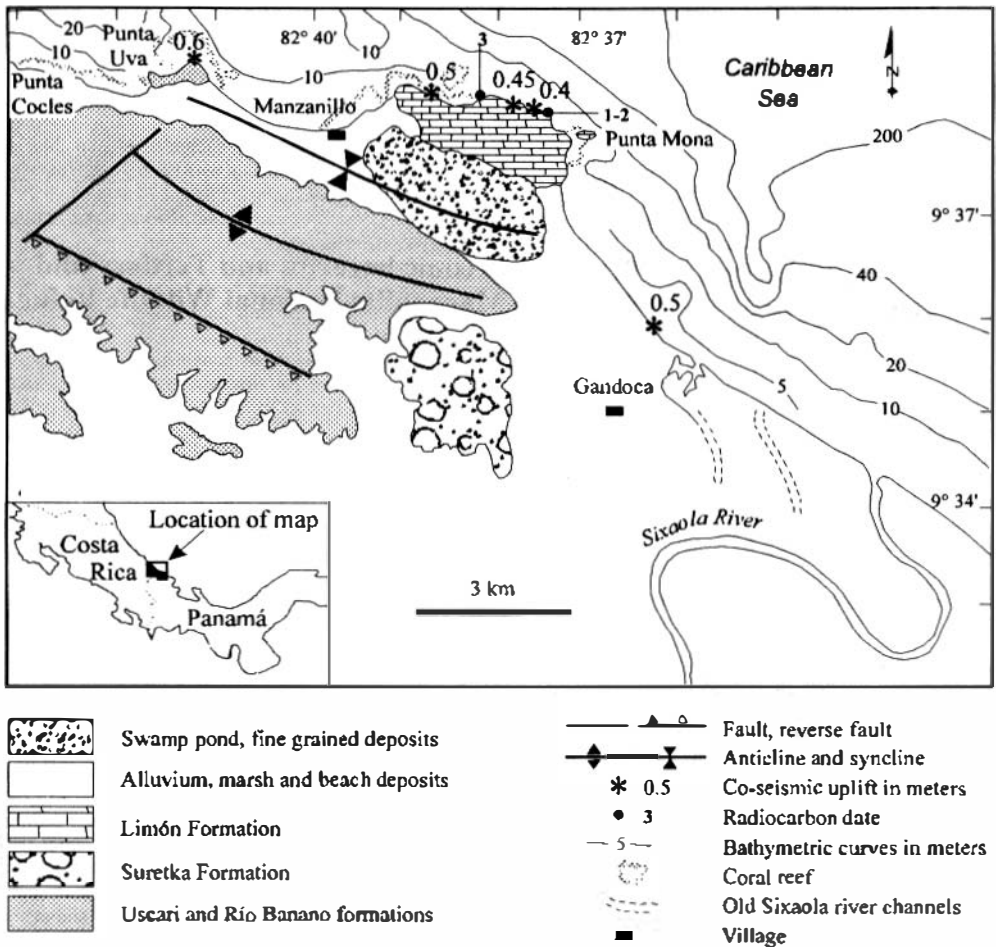 20
10
Punta
Uva
0.6
82° 40'
3
82° 37'
Caribbean
Sea
N
Punta
Cocles
10
10
0.5
0.45
0.4
Manzanillo
1-2
Punta Mona
200
9° 37'
40
0.5
20
Gandoca
5
10
9° 34'
Sixaola River
Location of map
Costa
Rica
Panamá
3 km
Swamp pond, fine grained deposits
Alluvium, marsh and beach deposits
Limón Formation
Suretka Formation
Uscari and Río Banano formations
Fault, reverse fault
Anticline and syncline
0.5 Co-seismic uplift in meters
3 Radiocarbon date
5 Bathymetric curves in meters
Coral reef
Old Sixaola river channels
Village